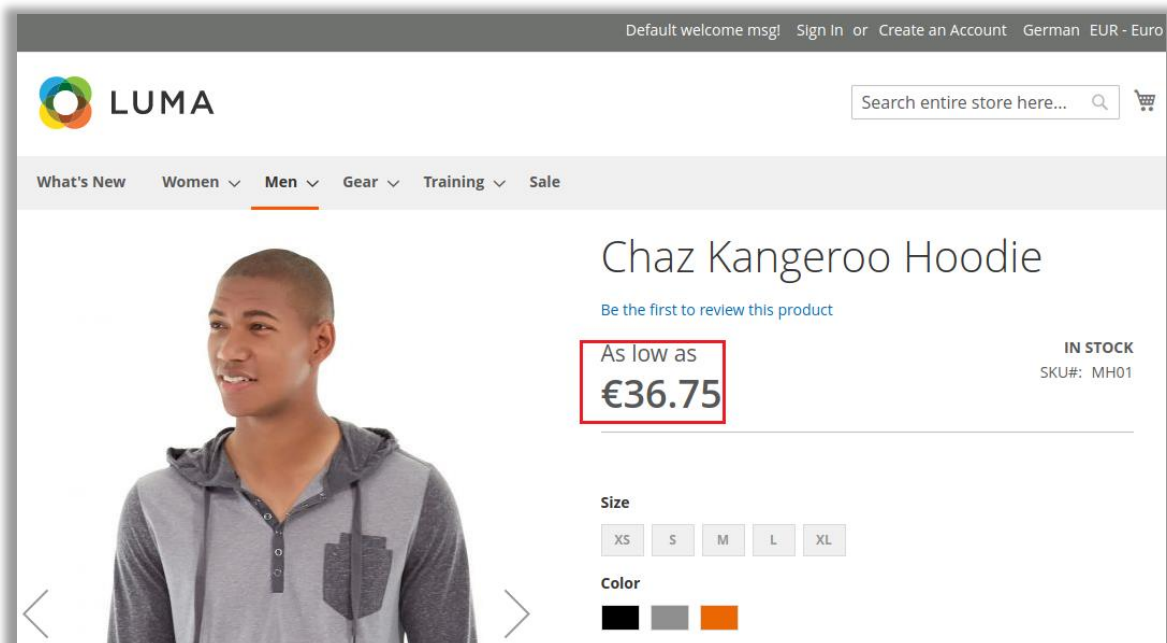 Default welcome msg! Sign In or Create an Account German EUR - Euro
LUMA
Search entire store here...
What's New Women Men Gear Training Sale
Chaz Kangeroo Hoodie
Be the first to review this product
As low as
IN STOCK
€36.75
SKU#: MH01
Size
XS S M L XL
Color